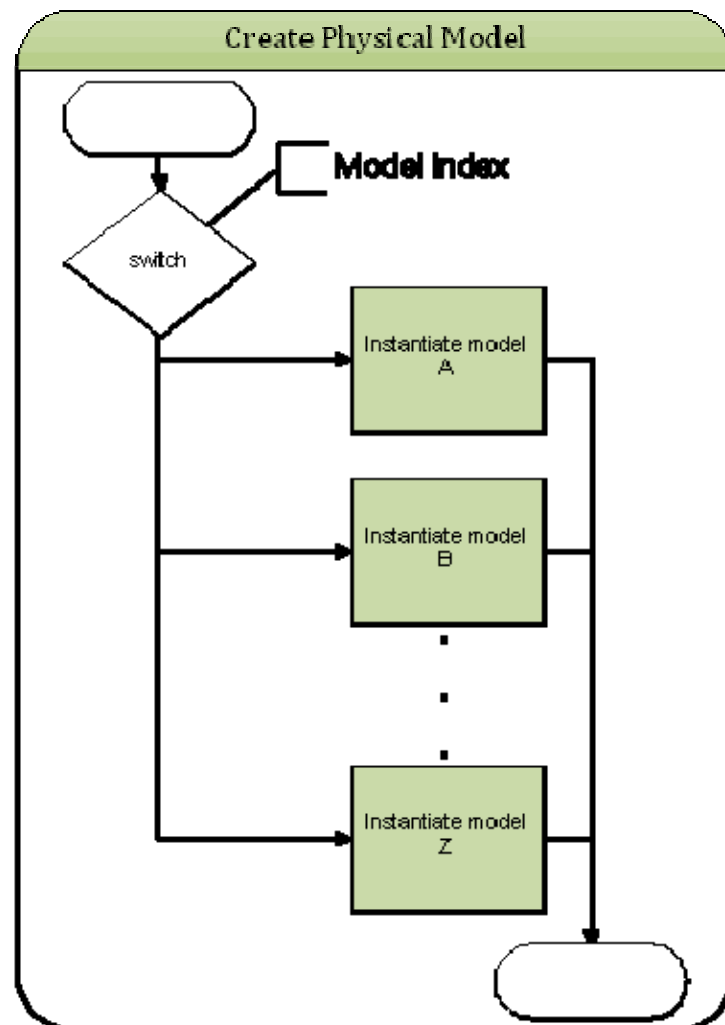 Create Physical Model
Model Index
switch
Instantiate model
A
Instantiate model
B
Instantiate model
Z